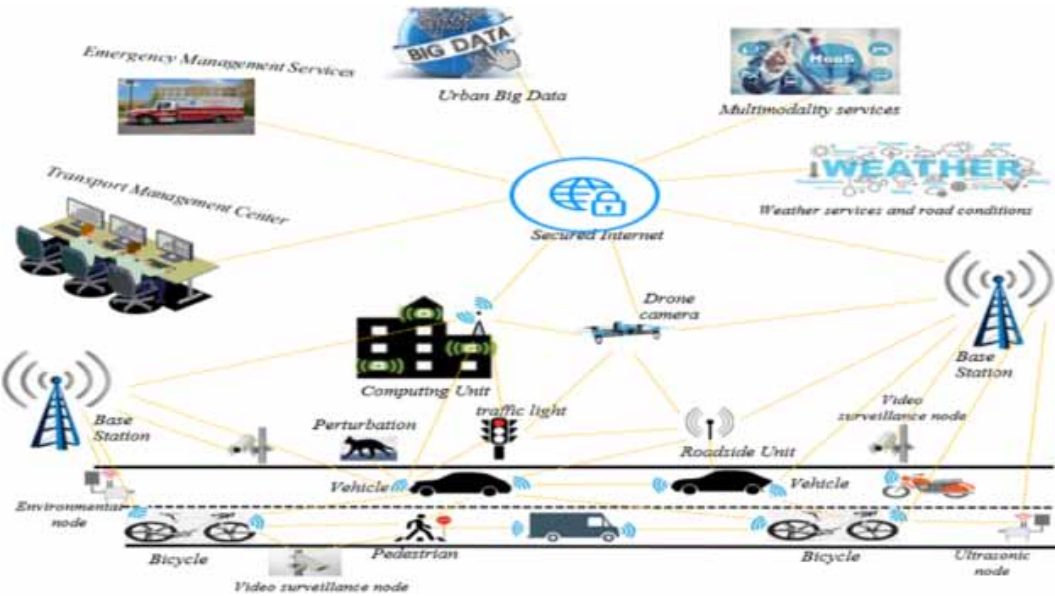 Emergency Management Services
BIG DATA
Urban Big Data
Multimodality services
WEATHER
Weather services and road conditions
Transport Management Center
Secured Internet
Drone
camera
Base
Station
Computing Unit
Base
Station
Perturbation
traffic light
Video
surveillance node
Roadside Unit
Vehicle
Vehicle
Environmental
node
Bicycle
Pedestrian
Bicycle
Ultrasonic
node
Video surveillance node